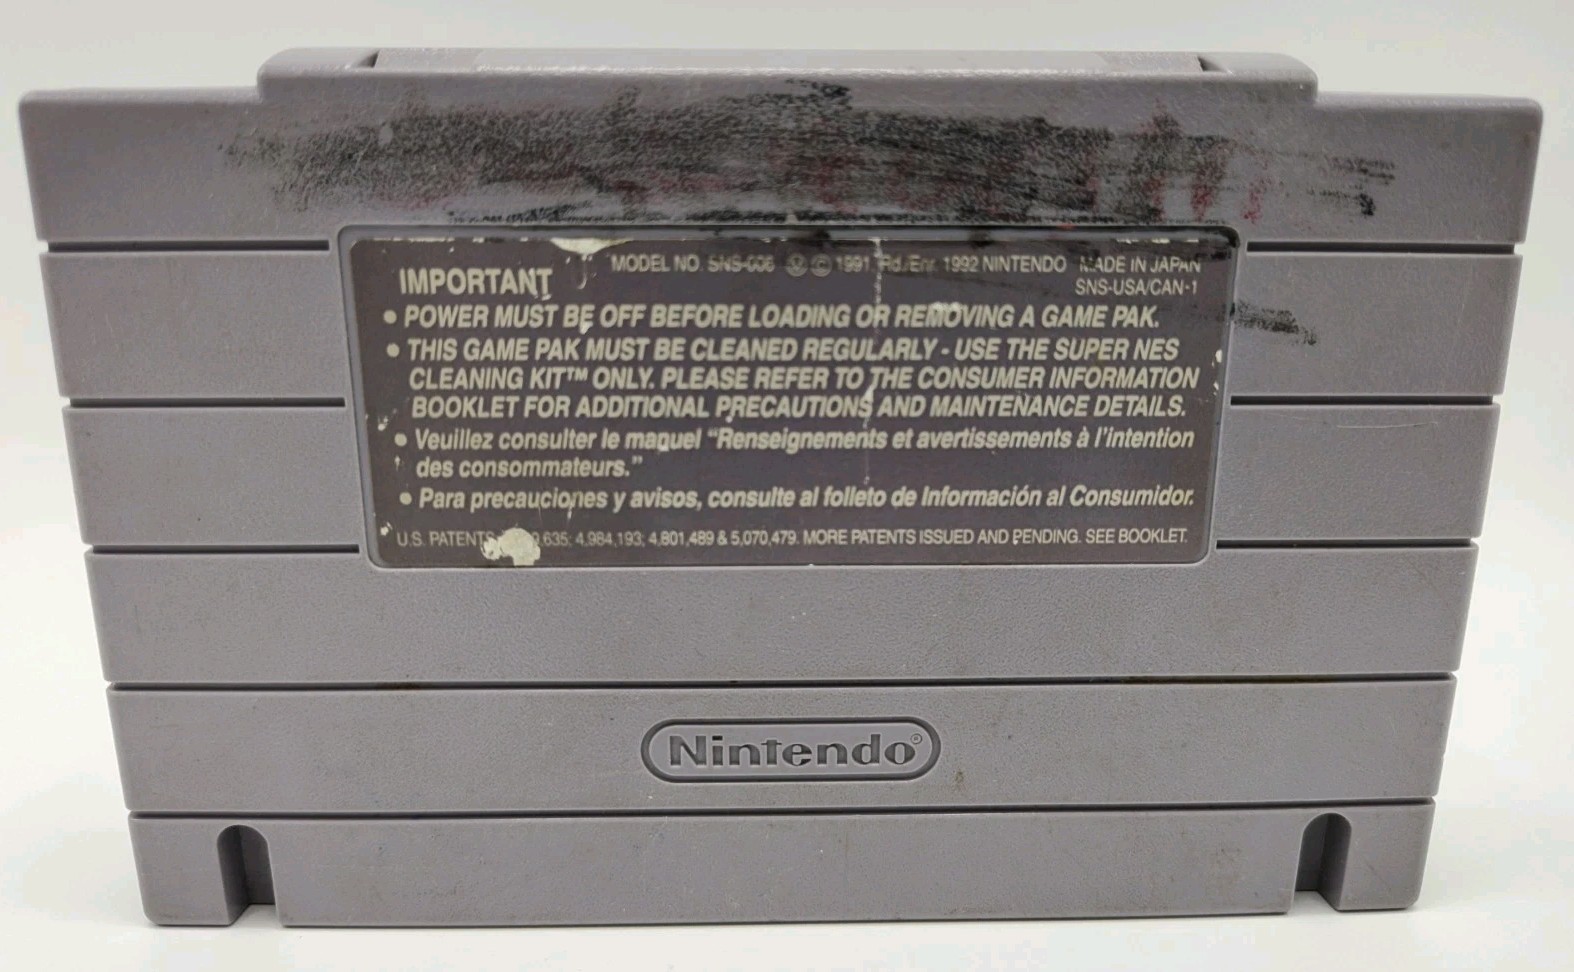 IMPORTANT
MODEL NO. SNS-006 Ⓜ © 1991, Rd./Enr. 1992 NINTENDO MADE IN JAPAN
SNS-USA/CAN-1
• POWER MUST BE OFF BEFORE LOADING OR REMOVING A GAME PAK.
• THIS GAME PAK MUST BE CLEANED REGULARLY - USE THE SUPER NES
CLEANING KIT™ ONLY. PLEASE REFER TO THE CONSUMER INFORMATION
BOOKLET FOR ADDITIONAL PRECAUTIONS AND MAINTENANCE DETAILS.
• Veuillez consulter le manuel “Renseignements et avertissements à l'intention
des consommateurs.”
• Para precauciones y avisos, consulte al folleto de Información al Consumidor.
U.S. PATENTS 635; 4,984,193; 4,801,489 & 5,070,479. MORE PATENTS ISSUED AND PENDING. SEE BOOKLET.
Nintendo®